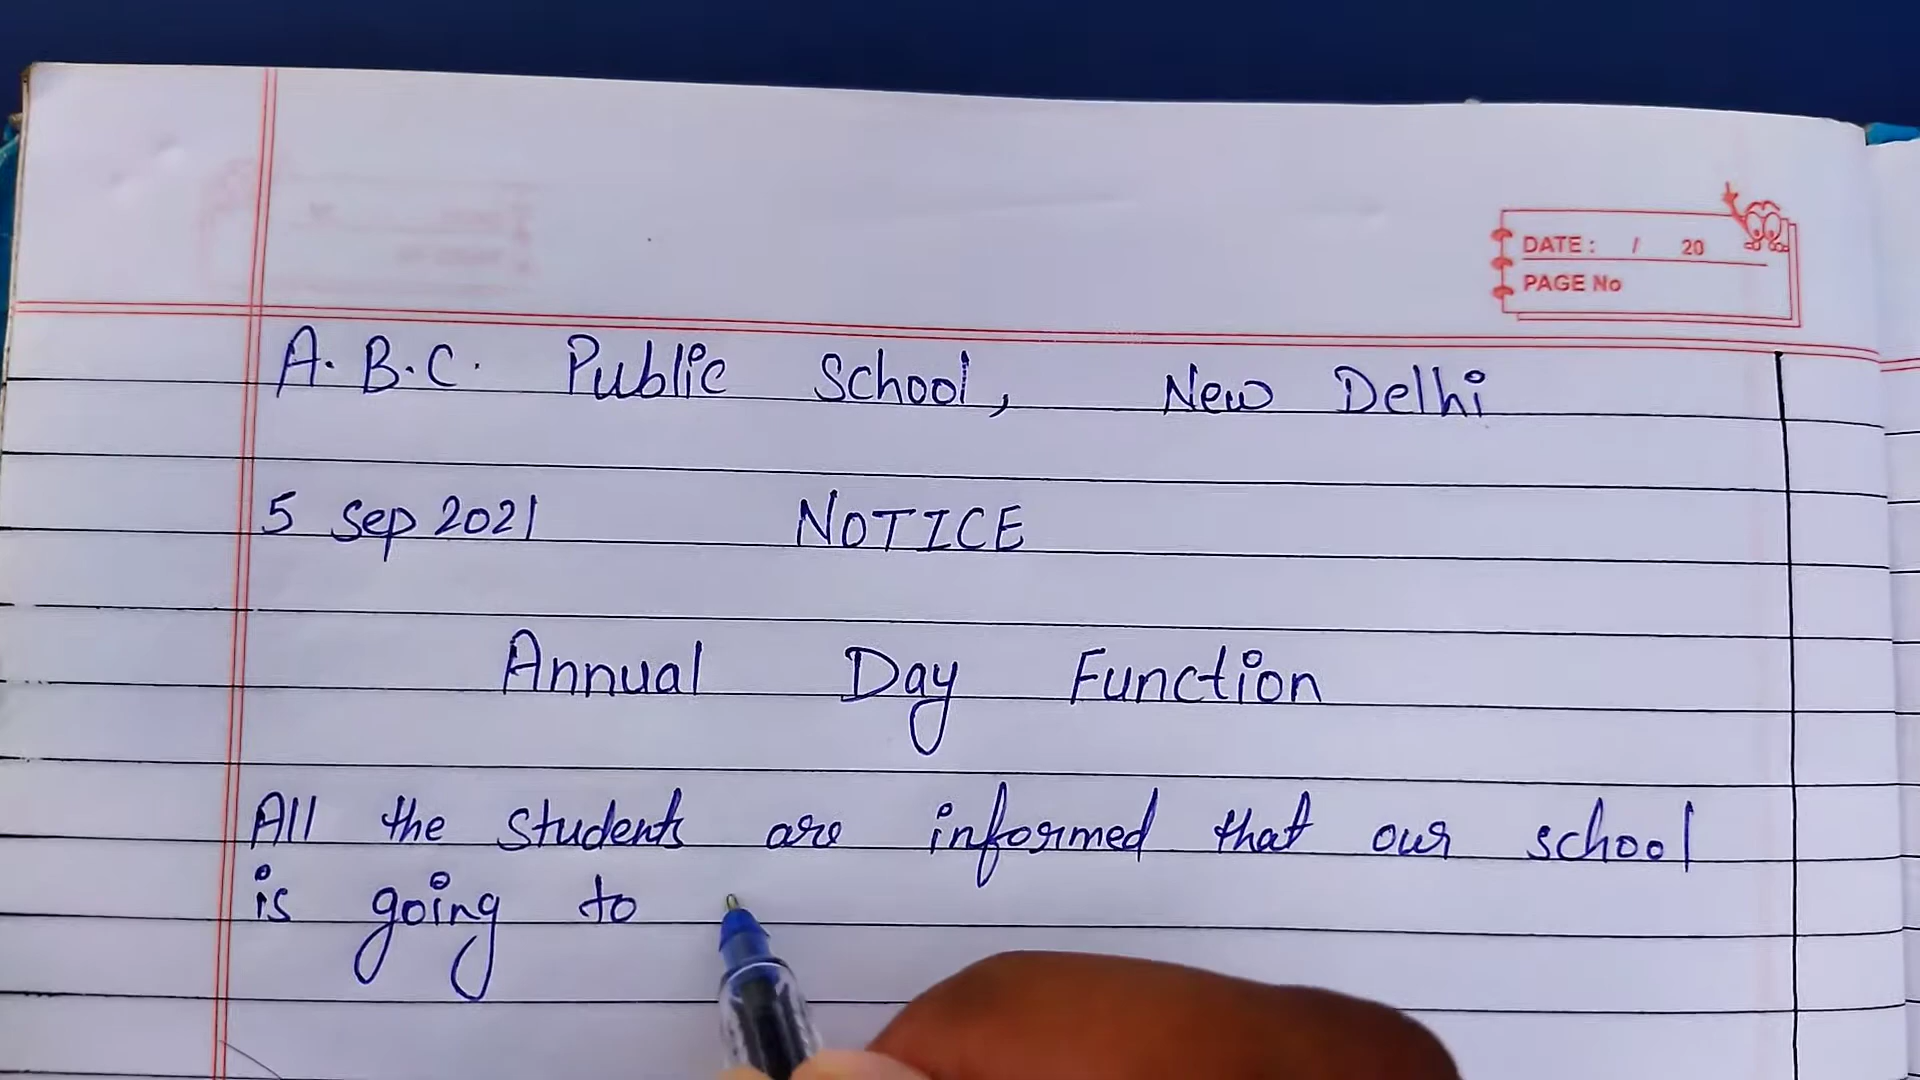 DATE : / 20
PAGE No
A. B. C. Public School, New Delhi
5 Sep 2021 NOTICE
Annual Day Function
All the students are informed that our school
is going to